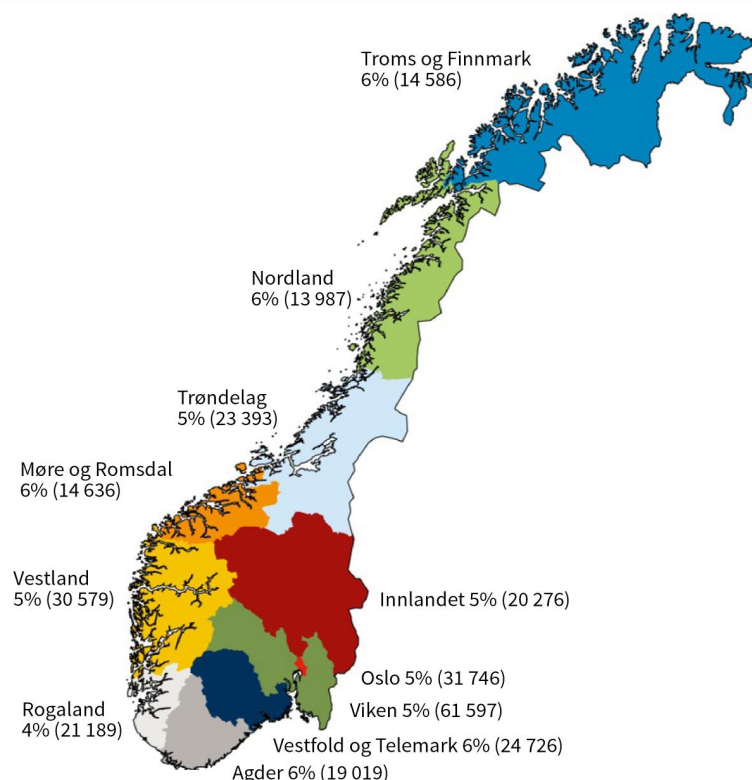 Troms og Finnmark
6% (14 586)
Nordland
6% (13 987)
Trøndelag
5% (23 393)
Møre og Romsdal
6% (14 636)
Vestland
5% (30 579)
Innlandet 5% (20 276)
Oslo 5% (31 746)
Rogaland
4% (21 189)
Viken 5% (61 597)
Vestfold og Telemark 6% (24 726)
Agder 6% (19 019)